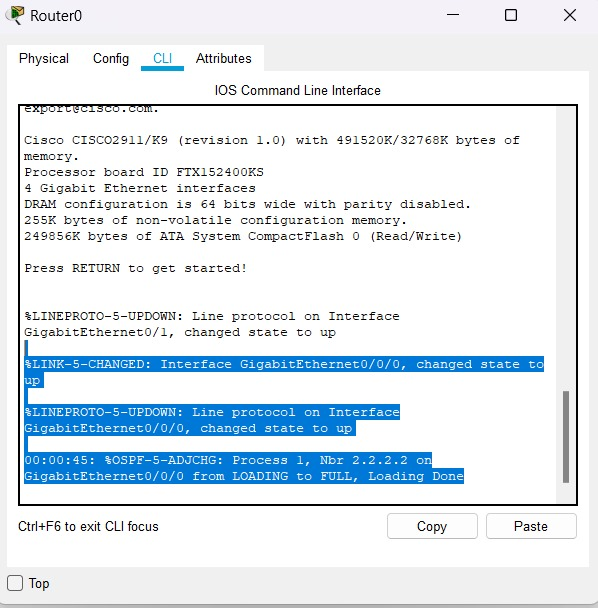 Router0
Physical Config CLI Attributes
IOS Command Line Interface
export@cisco.com.
Cisco CISCO2911/K9 (revision 1.0) with 491520K/32768K bytes of
memory.
Processor board ID FTX152400KS
4 Gigabit Ethernet interfaces
DRAM configuration is 64 bits wide with parity disabled.
255K bytes of non-volatile configuration memory.
249856K bytes of ATA System CompactFlash 0 (Read/Write)
Press RETURN to get started!
%LINEPROTO-5-UPDOWN: Line protocol on Interface
GigabitEthernet0/1, changed state to up
%LINK-5-CHANGED: Interface GigabitEthernet0/0/0, changed state to
up
%LINEPROTO-5-UPDOWN: Line protocol on Interface
GigabitEthernet0/0/0, changed state to up
00:00:45: %OSPF-5-ADJCHG: Process 1, Nbr 2.2.2.2 on
GigabitEthernet0/0/0 from LOADING to FULL, Loading Done
Ctrl+F6 to exit CLI focus
Copy Paste
Top